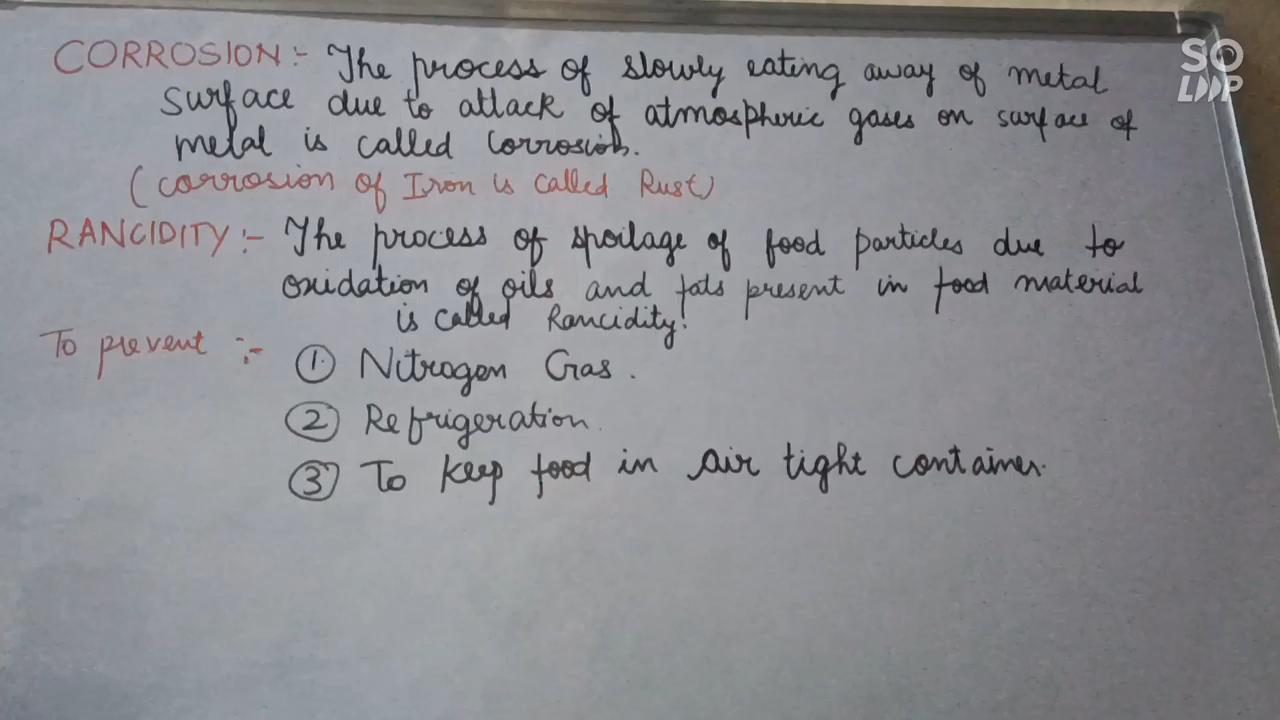 CORROSION :- The process of slowly eating away of metal
surface due to attack of atmospheric gases on surface of
metal is called Corrosion.
(corrosion of Iron is called Rust)
RANCIDITY :- The process of spoilage of food particles due to
oxidation of oils and fats present in food material
is called Rancidity.
To prevent :-
① Nitrogen Gas.
② Refrigeration.
③ To keep food in air tight container.
SO
LOOP